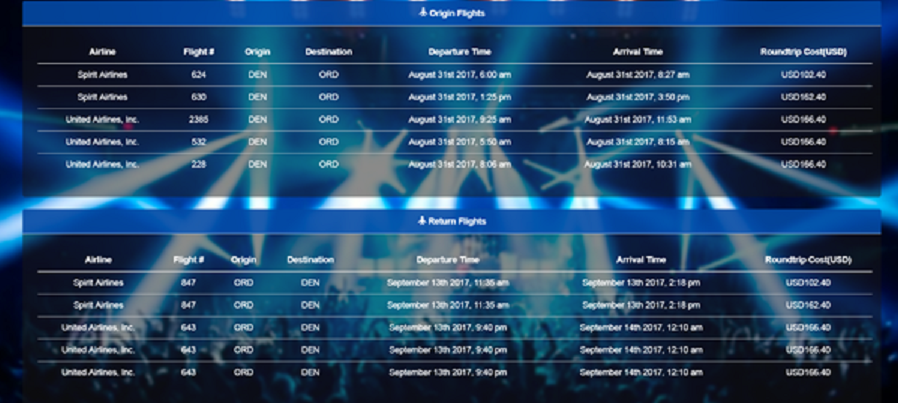 Origin Flights
Airline Flight # Origin Destination Departure Time Arrival Time Roundtrip Cost(USD)
Spirit Airlines 624 DEN ORD August 31st 2017, 6:00 am August 31st 2017, 8:27 am USD102.40
Spirit Airlines 630 DEN ORD August 31st 2017, 1:25 pm August 31st 2017, 3:50 pm USD162.40
United Airlines, Inc. 2385 DEN ORD August 31st 2017, 9:25 am August 31st 2017, 11:53 am USD166.40
United Airlines, Inc. 532 DEN ORD August 31st 2017, 5:50 am August 31st 2017, 8:15 am USD166.40
United Airlines, Inc. 228 DEN ORD August 31st 2017, 8:06 am August 31st 2017, 10:31 am USD166.40
Return Flights
Airline Flight # Origin Destination Departure Time Arrival Time Roundtrip Cost(USD)
Spirit Airlines 847 ORD DEN September 13th 2017, 11:35 am September 13th 2017, 2:18 pm USD102.40
Spirit Airlines 847 ORD DEN September 13th 2017, 11:35 am September 13th 2017, 2:18 pm USD162.40
United Airlines, Inc. 643 ORD DEN September 13th 2017, 9:40 pm September 14th 2017, 12:10 am USD166.40
United Airlines, Inc. 643 ORD DEN September 13th 2017, 9:40 pm September 14th 2017, 12:10 am USD166.40
United Airlines, Inc. 643 ORD DEN September 13th 2017, 9:40 pm September 14th 2017, 12:10 am USD166.40